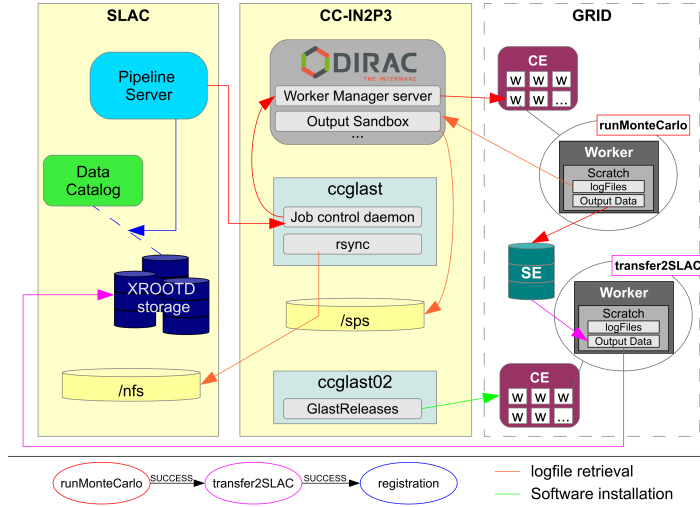 SLAC
CC-IN2P3
GRID
Pipeline
Server
Data
Catalog
XROOTD
storage
/nfs
DIRAC
THE INTERWARE
Worker Manager server
Output Sandbox
...
ccglast
Job control daemon
rsync
/sps
ccglast02
GlastReleases
CE
W W W
W W ...
runMonteCarlo
Worker
Scratch
logFiles
Output Data
SE
transfer2SLAC
Worker
Scratch
logFiles
Output Data
CE
W W W
W W ...
runMonteCarlo
SUCCESS
transfer2SLAC
SUCCESS
registration
logfile retrieval
Software installation